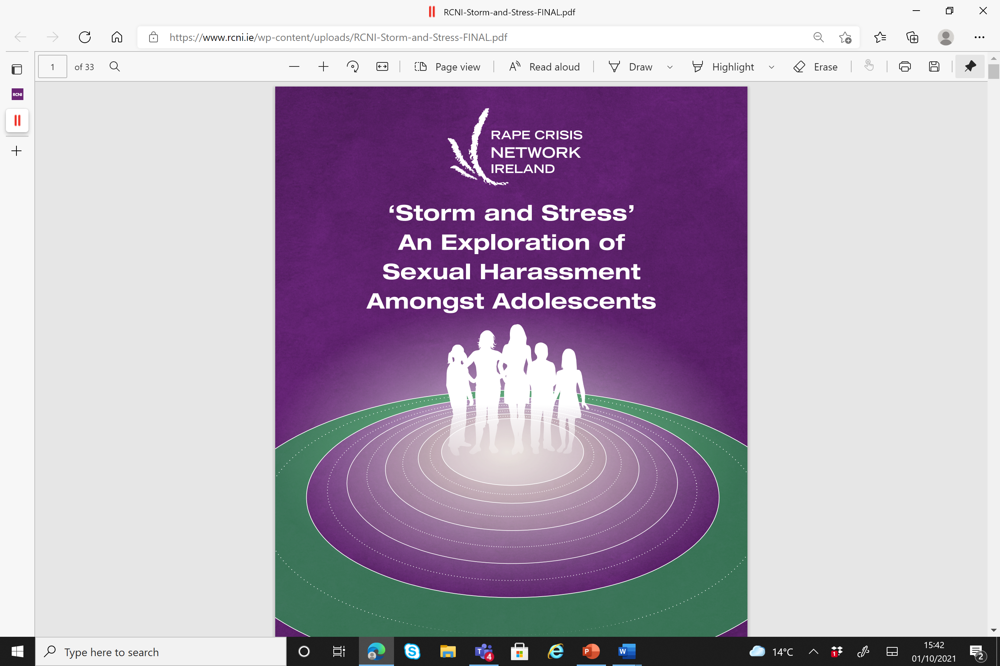 RCNI-Storm-and-Stress-FINAL.pdf
https://www.rcni.ie/wp-content/uploads/RCNI-Storm-and-Stress-FINAL.pdf
1 of 33 Page view Read aloud Draw Highlight Erase
RCNI
RAPE CRISIS
NETWORK
IRELAND
‘Storm and Stress’
An Exploration of
Sexual Harassment
Amongst Adolescents
Type here to search
S
T
4
P
W
14°C
1
15:42
01/10/2021
2